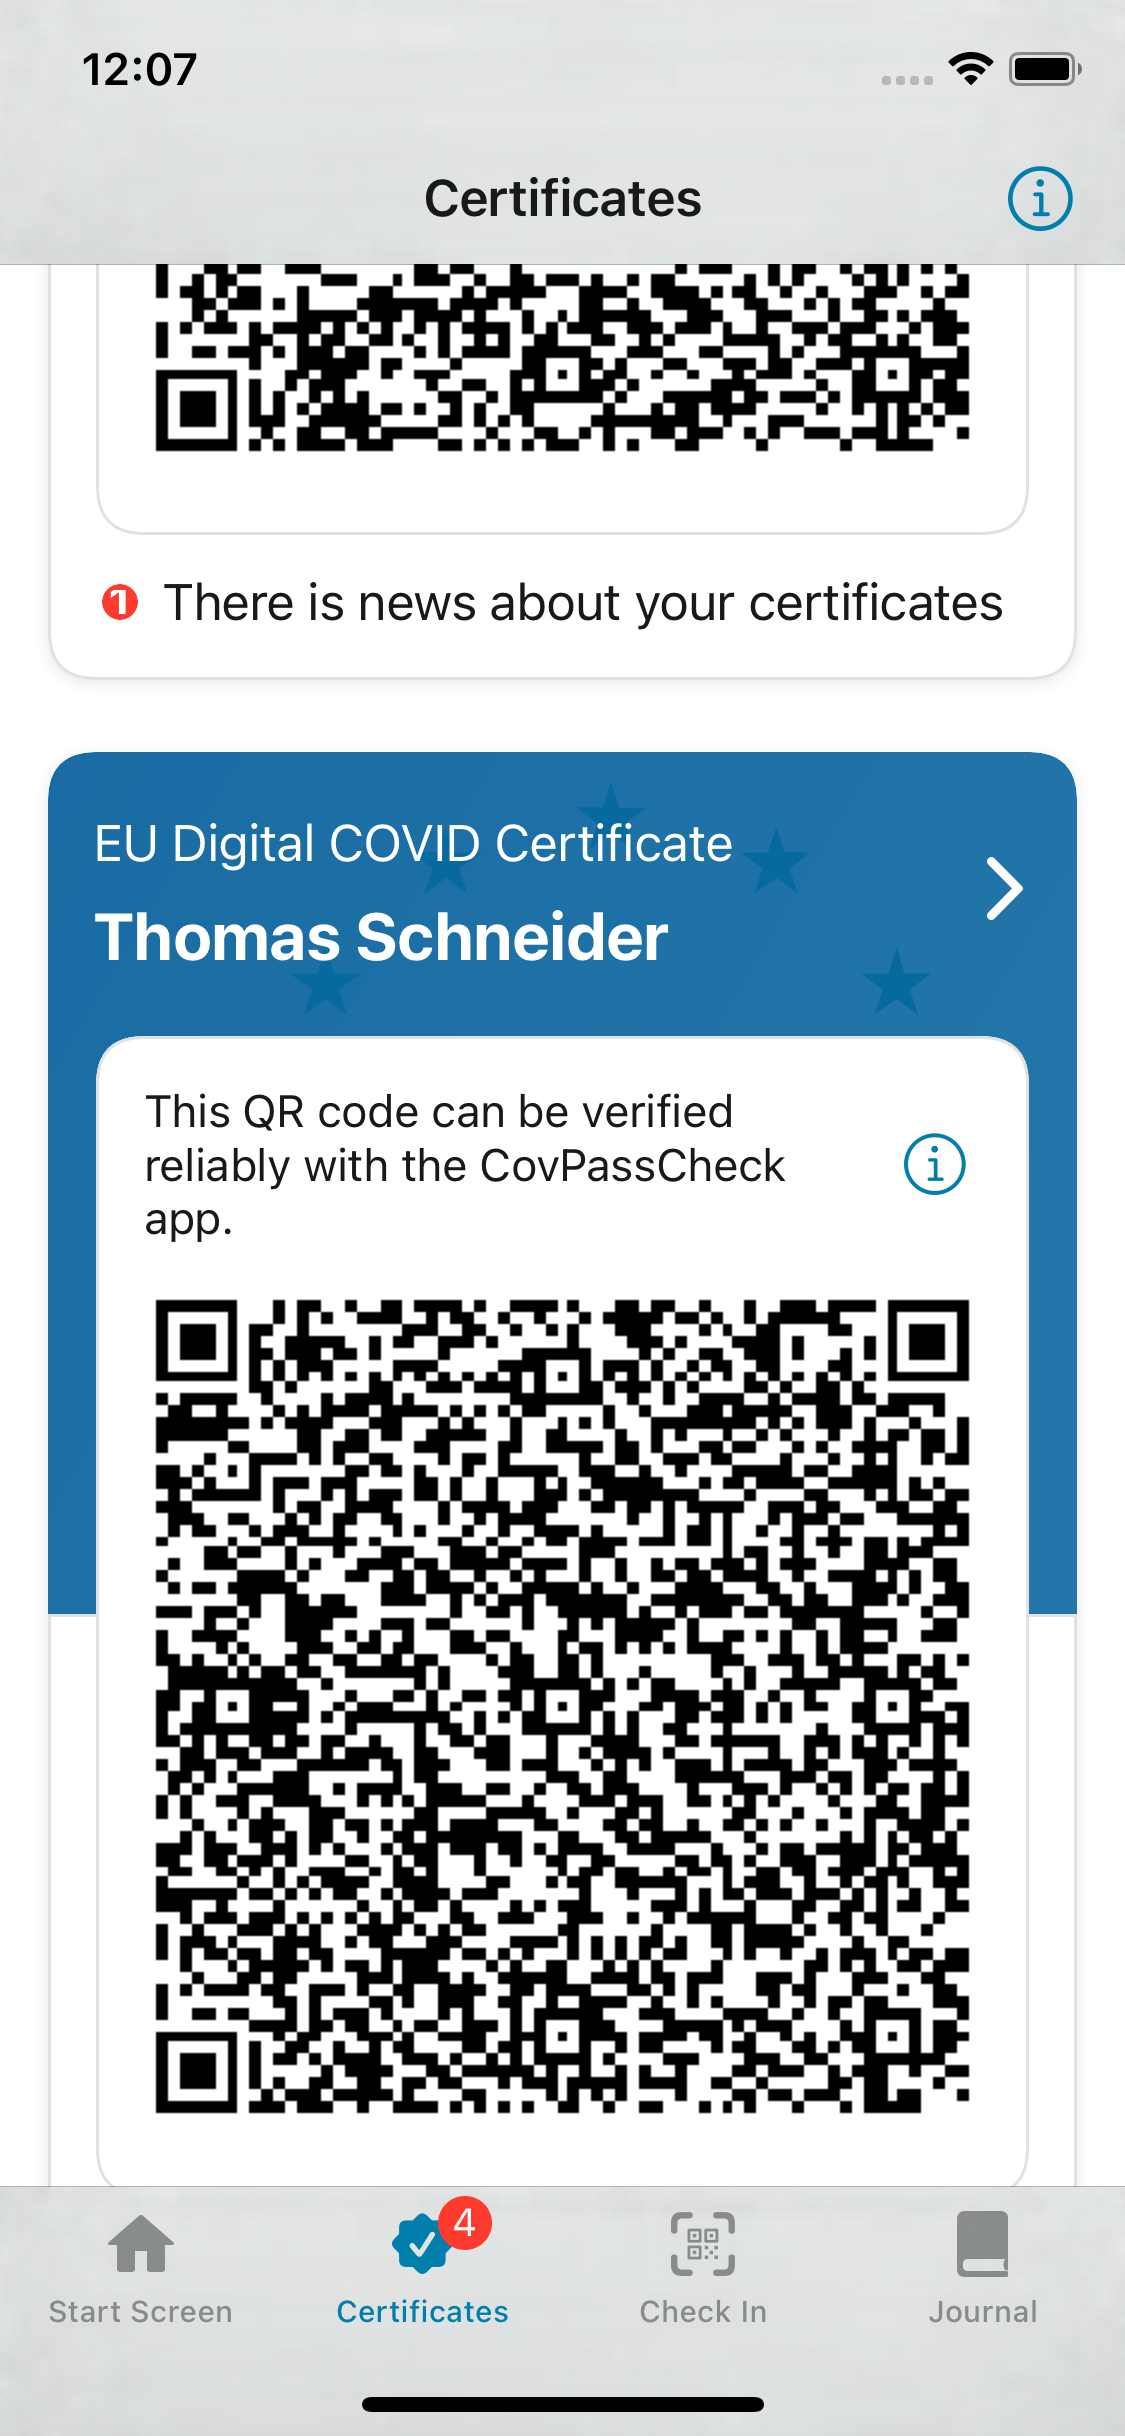 12:07
Certificates
1 There is news about your certificates
EU Digital COVID Certificate
Thomas Schneider
This QR code can be verified
reliably with the CovPassCheck
app.
4
Start Screen
Certificates
Check In
Journal